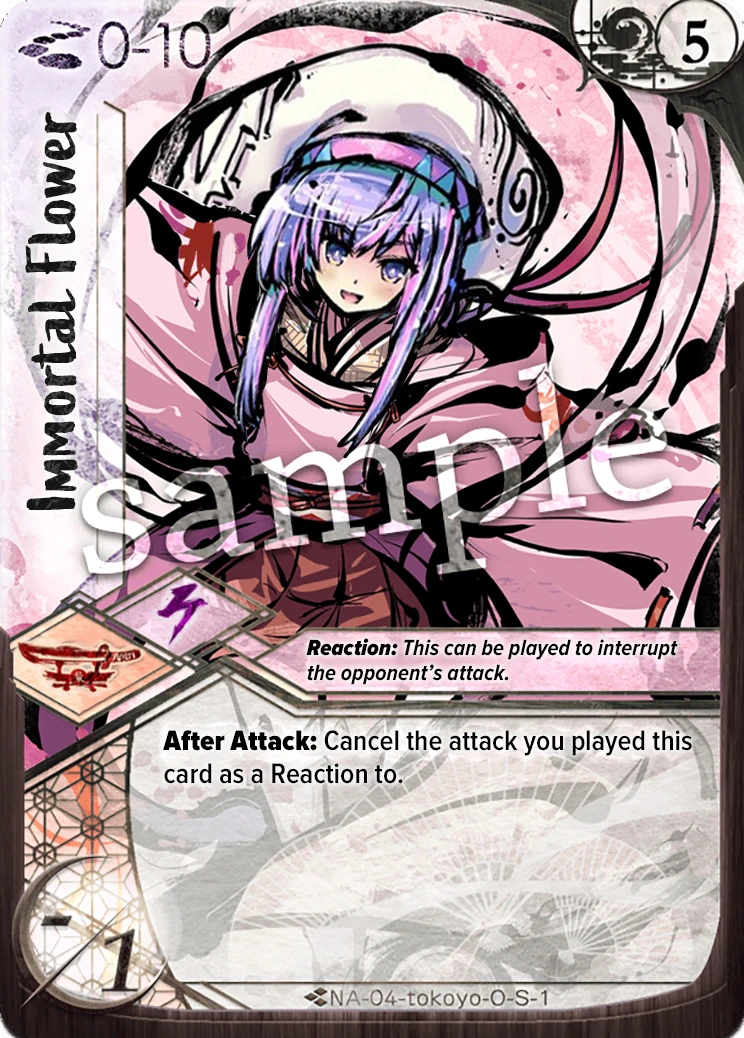 0-10
5
Immortal Flower
sample
Reaction: This can be played to interrupt
the opponent's attack.
After Attack: Cancel the attack you played this
card as a Reaction to.
-/1
NA-04-tokoyo-O-S-1